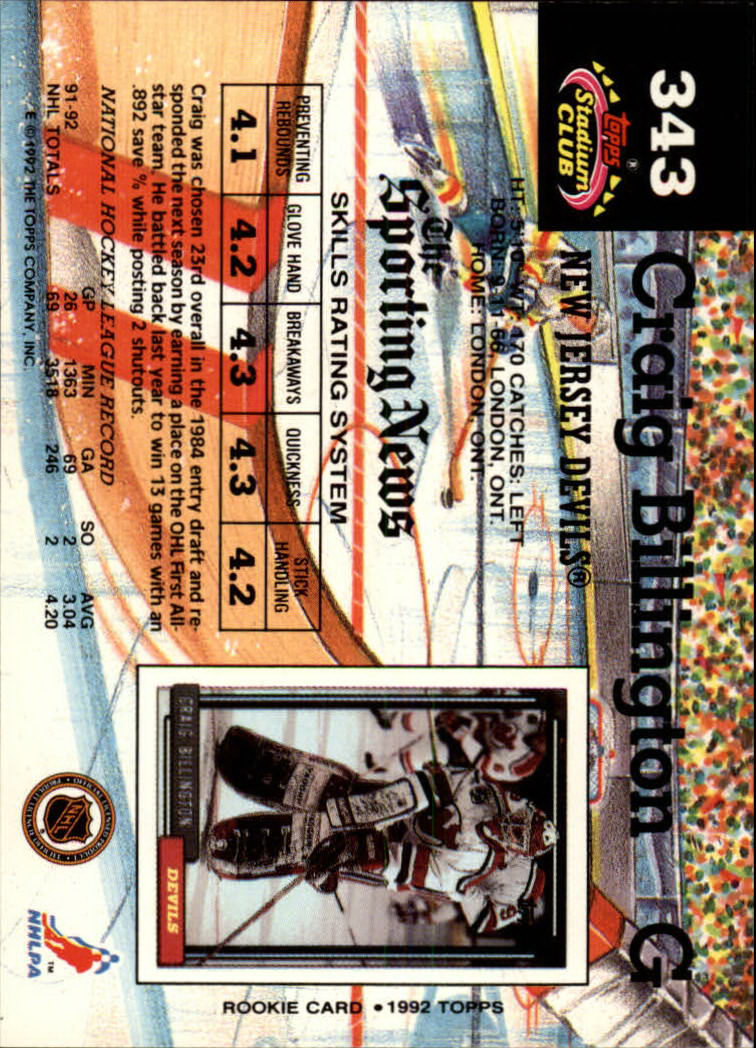 343
Craig Billington G
topps®
Stadium
CLUB
NEW JERSEY DEVILS®
HT: 5-10 WT: 170 CATCHES: LEFT
BORN: 9-11-66, LONDON, ONT.
HOME: LONDON, ONT.
The
Sporting News
SKILLS RATING SYSTEM
PREVENTING REBOUNDS GLOVE HAND BREAKAWAYS QUICKNESS STICK HANDLING
4.1 4.2 4.3 4.3 4.2
Craig was chosen 23rd overall in the 1984 entry draft and re-
sponded the next season by earning a place on the OHL First All-
star team. He battled back last year to win 13 games with an
.892 save % while posting 2 shutouts.
NATIONAL HOCKEY LEAGUE RECORD
GP MIN GA SO AVG
91-92 26 1363 69 2 3.04
NHL TOTALS 69 3518 246 2 4.20
E © 1992 THE TOPPS COMPANY, INC.
CRAIG BILLINGTON
DEVILS
ROOKIE CARD • 1992 TOPPS
NHL
NHLPA™